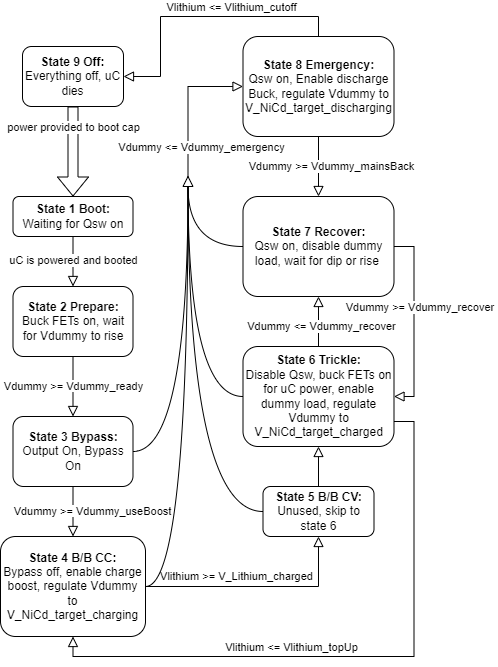 Vlithium <= Vlithium_cutoff
State 9 Off:
Everything off, uC
dies
State 8 Emergency:
Qsw on, Enable discharge
Buck, regulate Vdummy to
V_NiCd_target_discharging
power provided to boot cap
Vdummy <= Vdummy_emergency
Vdummy >= Vdummy_mainsBack
State 1 Boot:
Waiting for Qsw on
State 7 Recover:
Qsw on, disable dummy
load, wait for dip or rise
uC is powered and booted
State 2 Prepare:
Buck FETs on, wait
for Vdummy to rise
Vdummy >= Vdummy_recover
Vdummy <= Vdummy_recover
State 6 Trickle:
Disable Qsw, buck FETs on
for uC power, enable
dummy load, regulate
Vdummy to
V_NiCd_target_charged
Vdummy >= Vdummy_ready
State 3 Bypass:
Output On, Bypass
On
State 5 B/B CV:
Unused, skip to
state 6
Vdummy >= Vdummy_useBoost
State 4 B/B CC:
Bypass off, enable charge
boost, regulate Vdummy
to
V_NiCd_target_charging
Vlithium >= V_Lithium_charged
Vlithium <= Vlithium_topUp